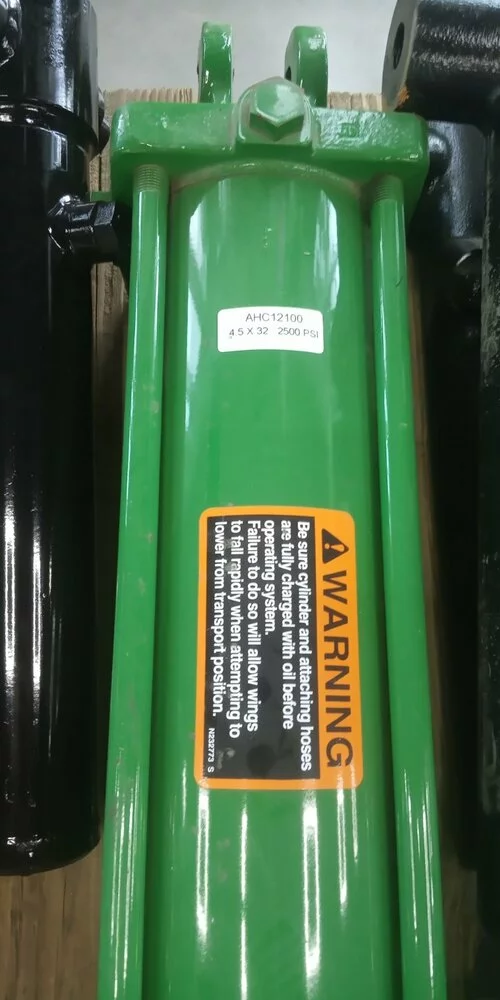 AHC12100
4.5 X 32 2500 PSI
WARNING
Be sure cylinder and attaching hoses
are fully charged with oil before
operating system.
Failure to do so will allow wings
to fall rapidly when attempting to
lower from transport position.
N232773 S